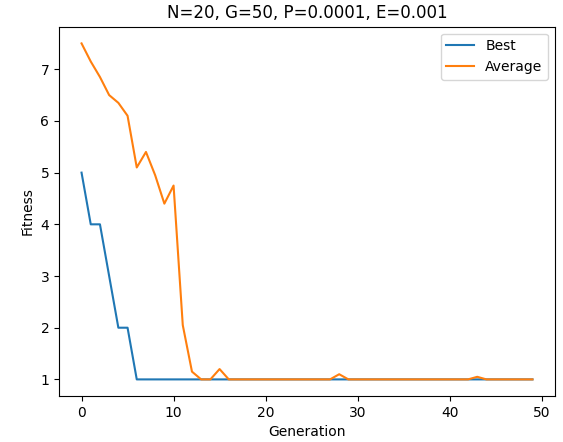 N=20, G=50, P=0.0001, E=0.001
Best
Average
Fitness
7
6
5
4
3
2
1
0 10 20 30 40 50
Generation